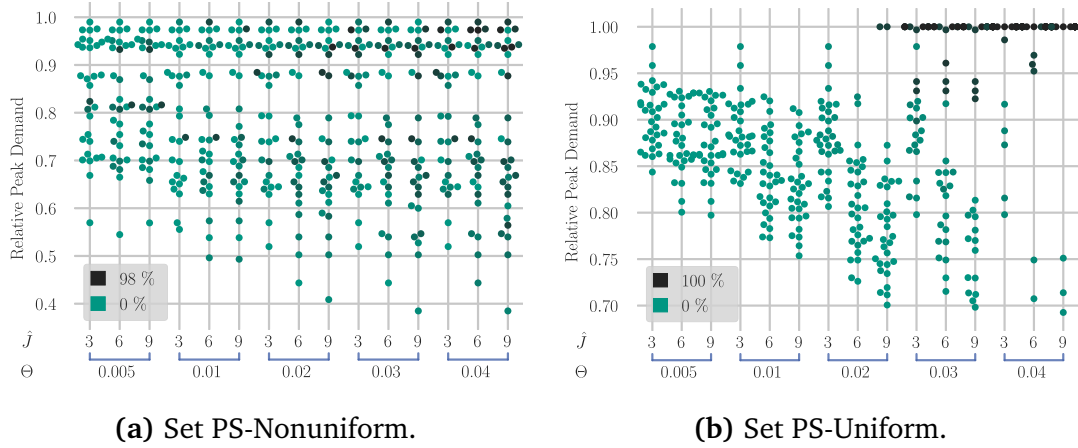 1.0
0.9
0.8
0.7
0.6
0.5
0.4
Relative Peak Demand
98 %
0 %
Ĵ 3 6 9 3 6 9 3 6 9 3 6 9 3 6 9
Θ 0.005 0.01 0.02 0.03 0.04
(a) Set PS-Nonuniform.
1.00
0.95
0.90
0.85
0.80
0.75
0.70
Relative Peak Demand
100 %
0 %
Ĵ 3 6 9 3 6 9 3 6 9 3 6 9 3 6 9
Θ 0.005 0.01 0.02 0.03 0.04
(b) Set PS-Uniform.